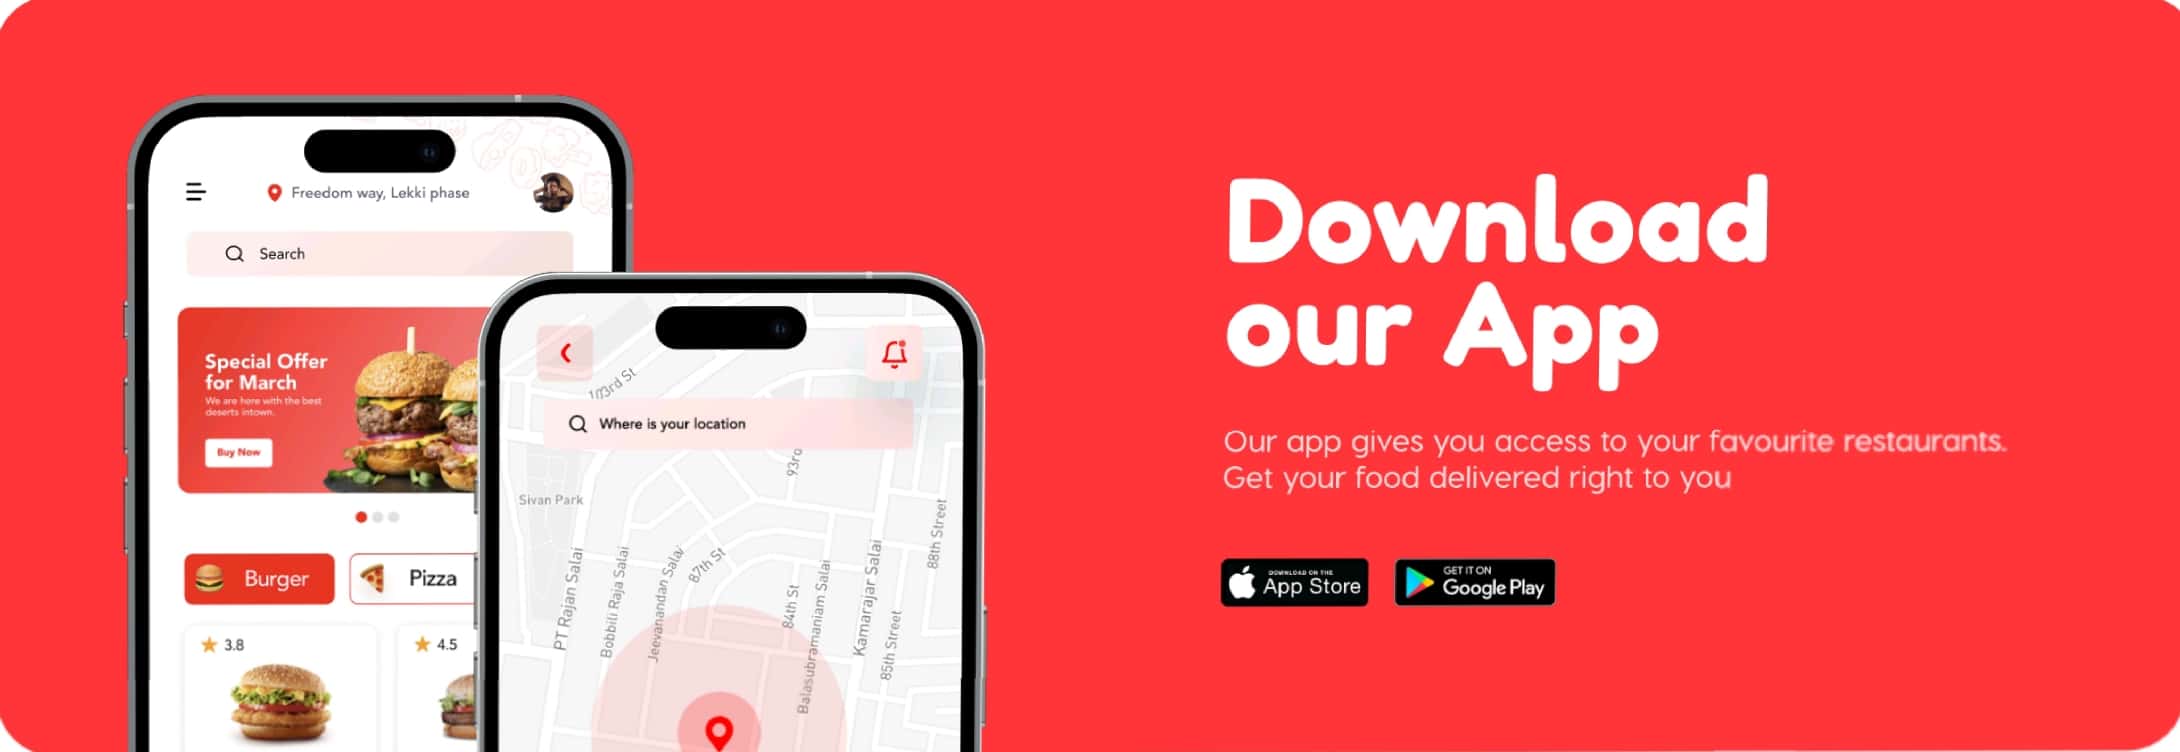 Freedom way, Lekki phase
Search
Special Offer
for March
We are here with the best
deserts intown.
Buy Now
Burger
Pizza
3.8
4.5
103rd St
Where is your location
93rd
Sivan Park
88th Street
PT Rajan Salai
Bobbili Raja Salai
Jeevanandan Salai
87th St
84th St
Balasubramaniam Salai
Kamarajar Salai
85th Street
Download
our App
Our app gives you access to your favourite restaurants.
Get your food delivered right to you
DOWNLOAD ON THE
App Store
GET IT ON
Google Play